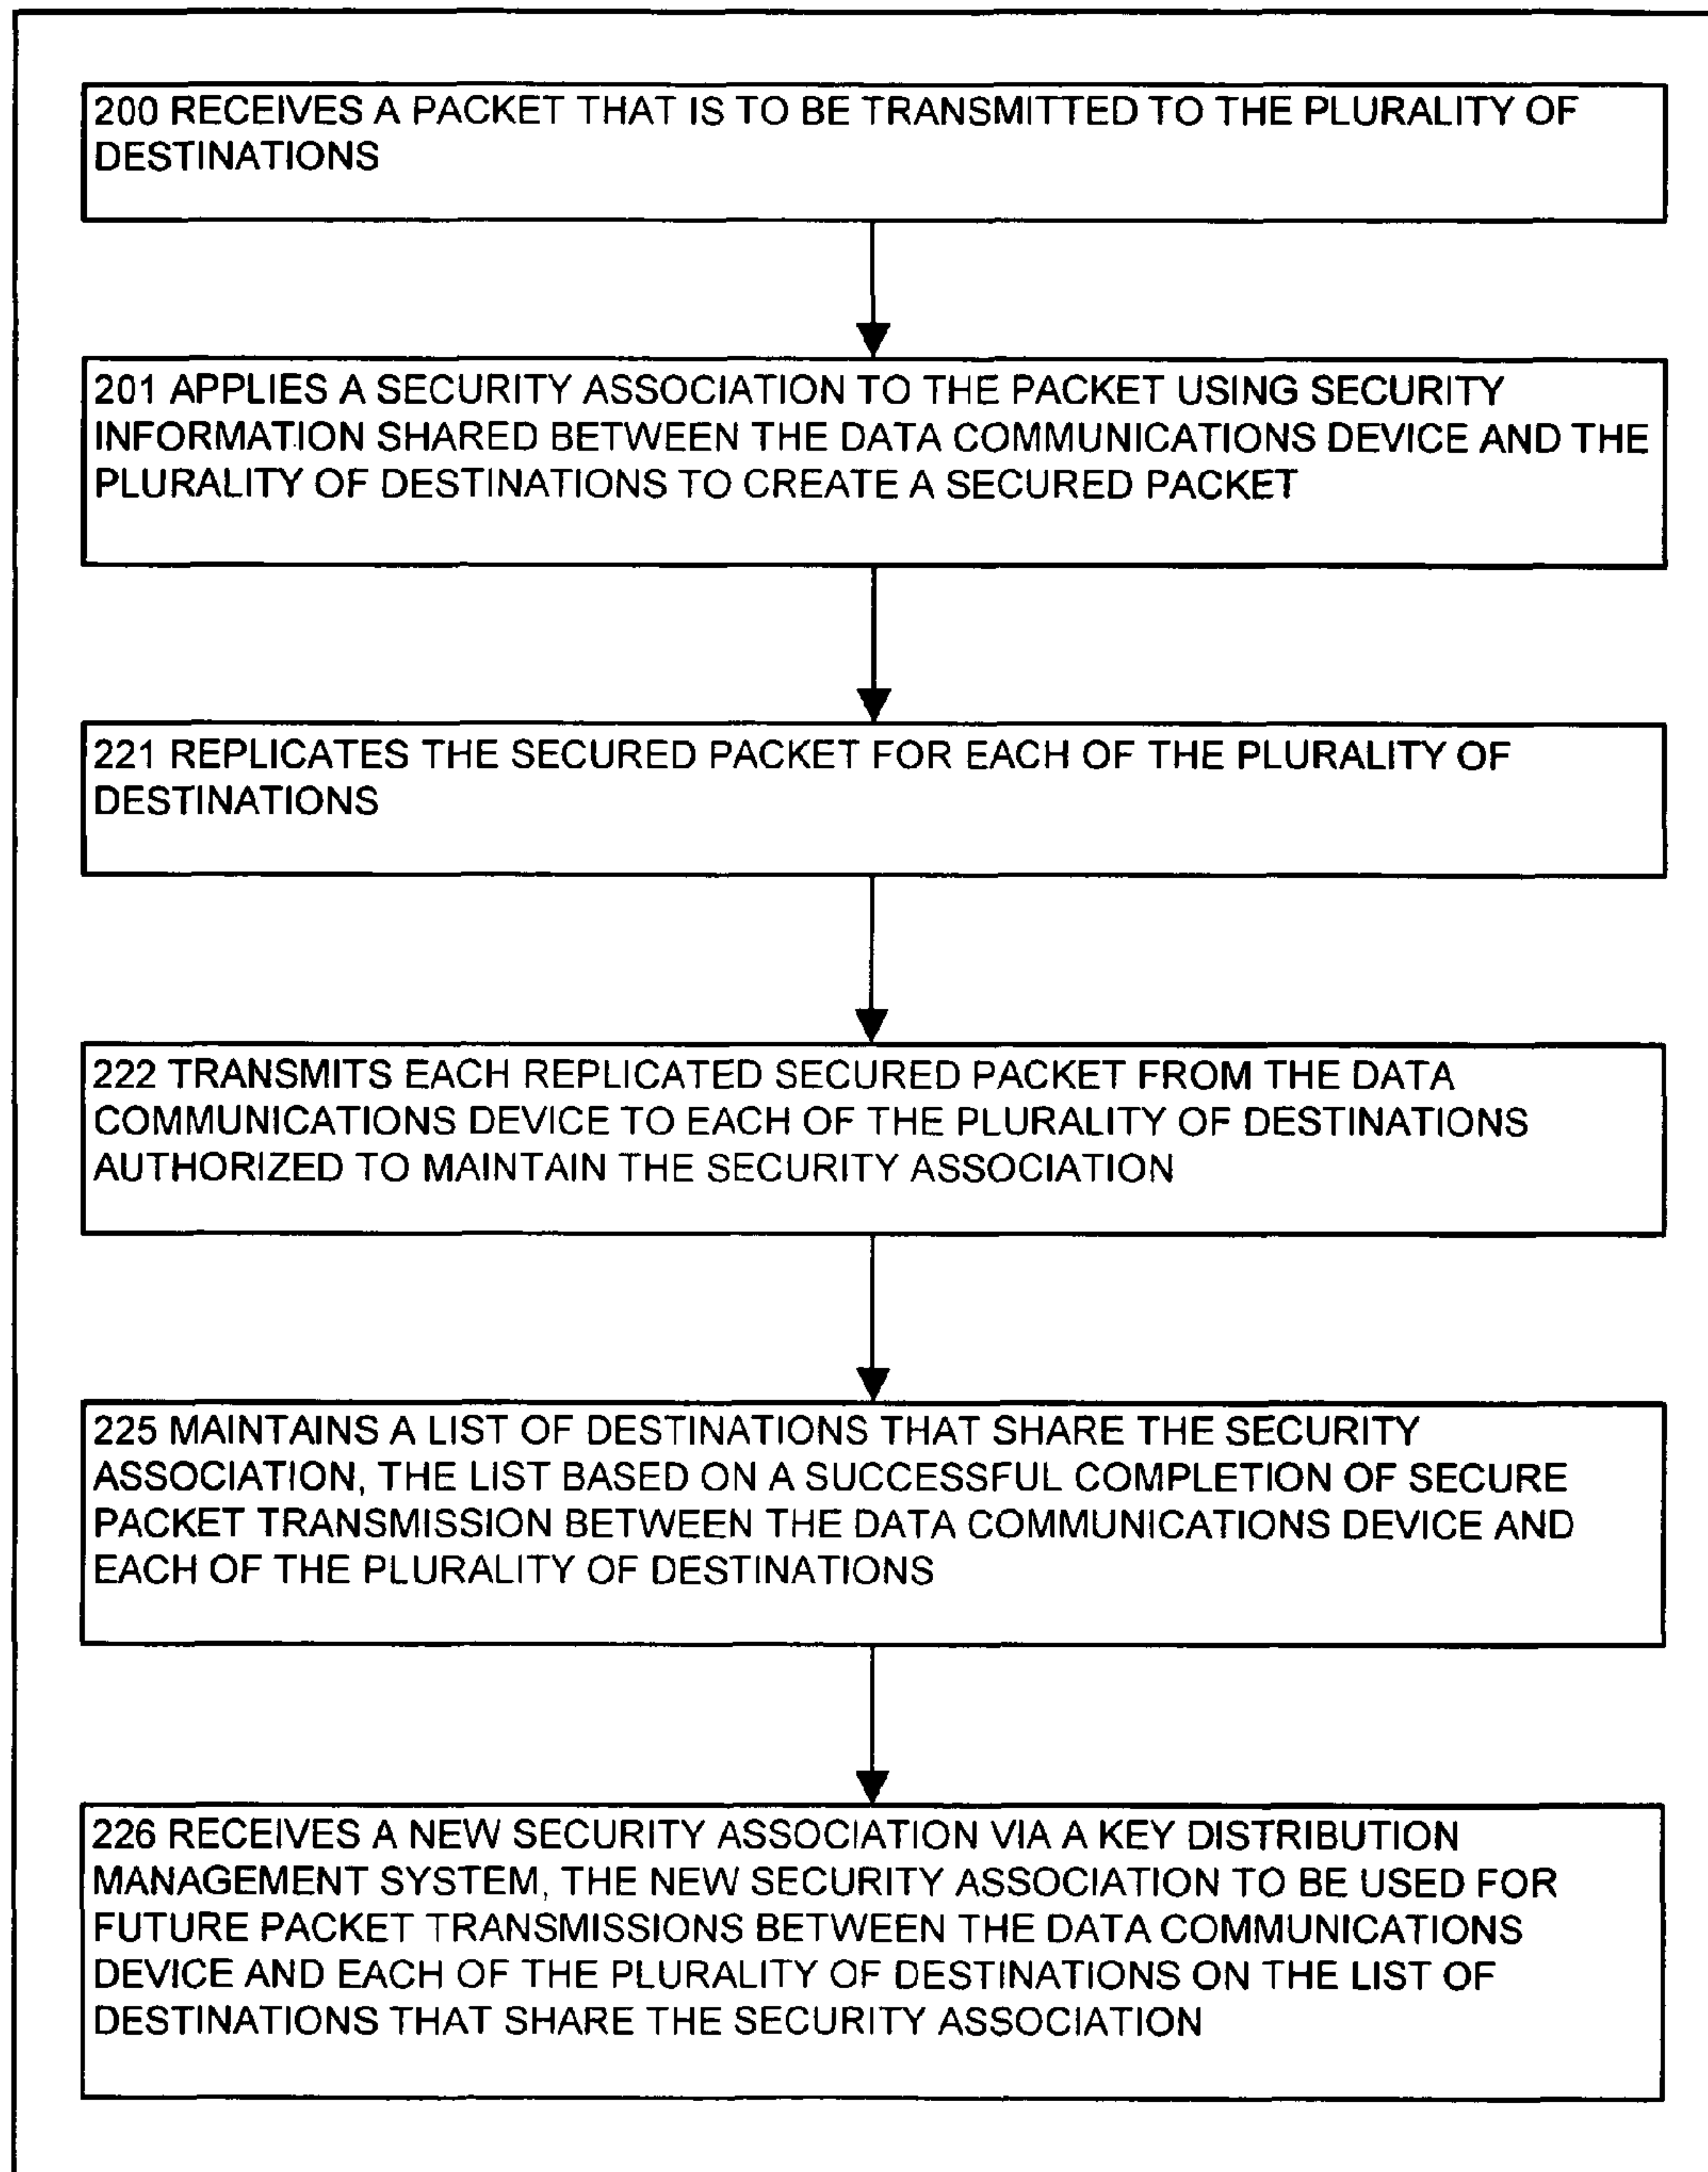 200 RECEIVES A PACKET THAT IS TO BE TRANSMITTED TO THE PLURALITY OF
DESTINATIONS
201 APPLIES A SECURITY ASSOCIATION TO THE PACKET USING SECURITY
INFORMATION SHARED BETWEEN THE DATA COMMUNICATIONS DEVICE AND THE
PLURALITY OF DESTINATIONS TO CREATE A SECURED PACKET
221 REPLICATES THE SECURED PACKET FOR EACH OF THE PLURALITY OF
DESTINATIONS
222 TRANSMITS EACH REPLICATED SECURED PACKET FROM THE DATA
COMMUNICATIONS DEVICE TO EACH OF THE PLURALITY OF DESTINATIONS
AUTHORIZED TO MAINTAIN THE SECURITY ASSOCIATION
225 MAINTAINS A LIST OF DESTINATIONS THAT SHARE THE SECURITY
ASSOCIATION, THE LIST BASED ON A SUCCESSFUL COMPLETION OF SECURE
PACKET TRANSMISSION BETWEEN THE DATA COMMUNICATIONS DEVICE AND
EACH OF THE PLURALITY OF DESTINATIONS
226 RECEIVES A NEW SECURITY ASSOCIATION VIA A KEY DISTRIBUTION
MANAGEMENT SYSTEM, THE NEW SECURITY ASSOCIATION TO BE USED FOR
FUTURE PACKET TRANSMISSIONS BETWEEN THE DATA COMMUNICATIONS
DEVICE AND EACH OF THE PLURALITY OF DESTINATIONS ON THE LIST OF
DESTINATIONS THAT SHARE THE SECURITY ASSOCIATION